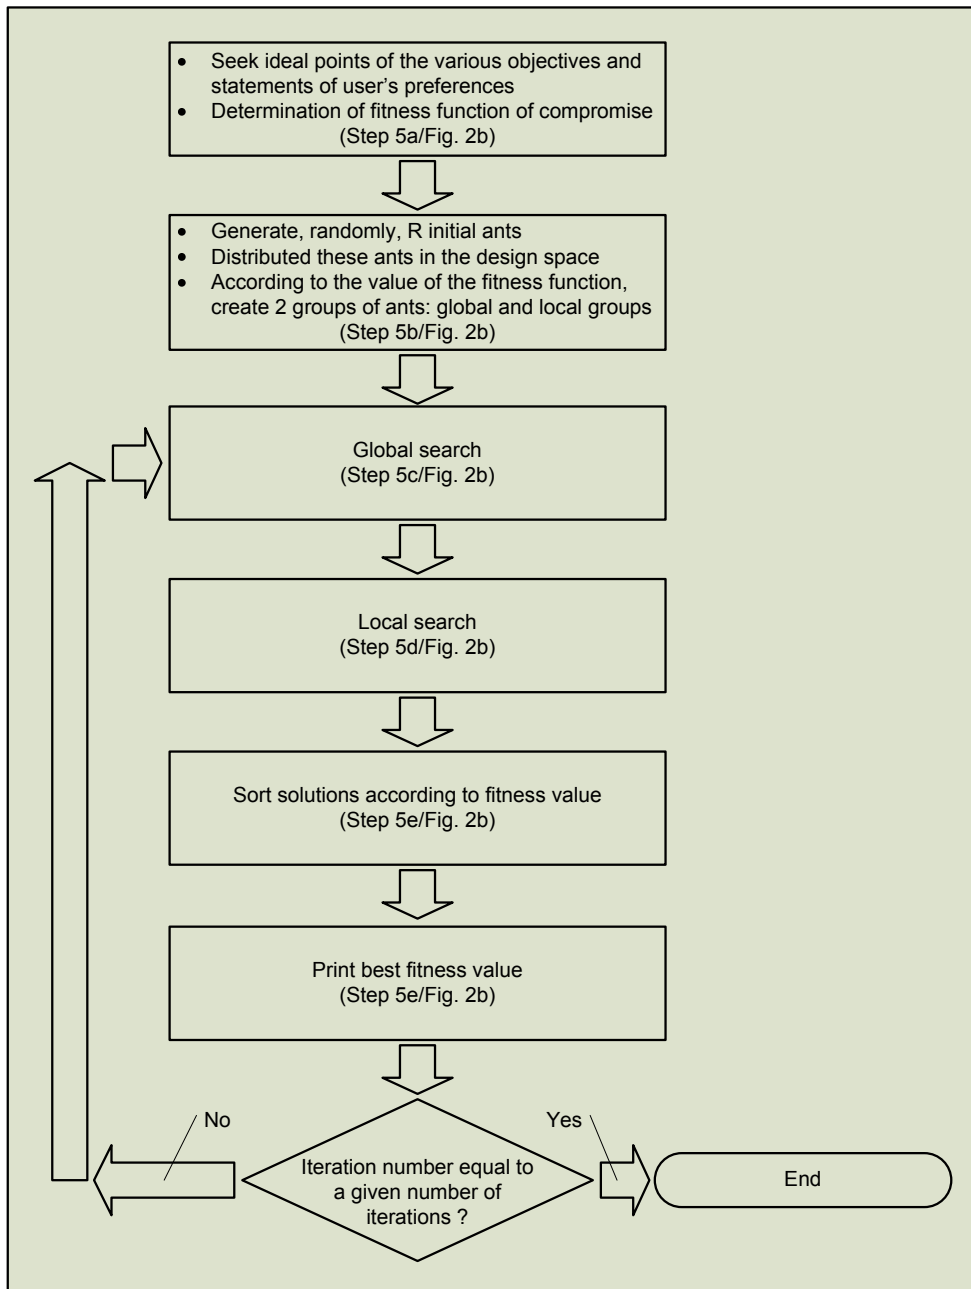 • Seek ideal points of the various objectives and
statements of user's preferences
• Determination of fitness function of compromise
(Step 5a/Fig. 2b)
• Generate, randomly, R initial ants
• Distributed these ants in the design space
• According to the value of the fitness function,
create 2 groups of ants: global and local groups
(Step 5b/Fig. 2b)
Global search
(Step 5c/Fig. 2b)
Local search
(Step 5d/Fig. 2b)
Sort solutions according to fitness value
(Step 5e/Fig. 2b)
Print best fitness value
(Step 5e/Fig. 2b)
No
Yes
Iteration number equal to
a given number of
iterations ?
End